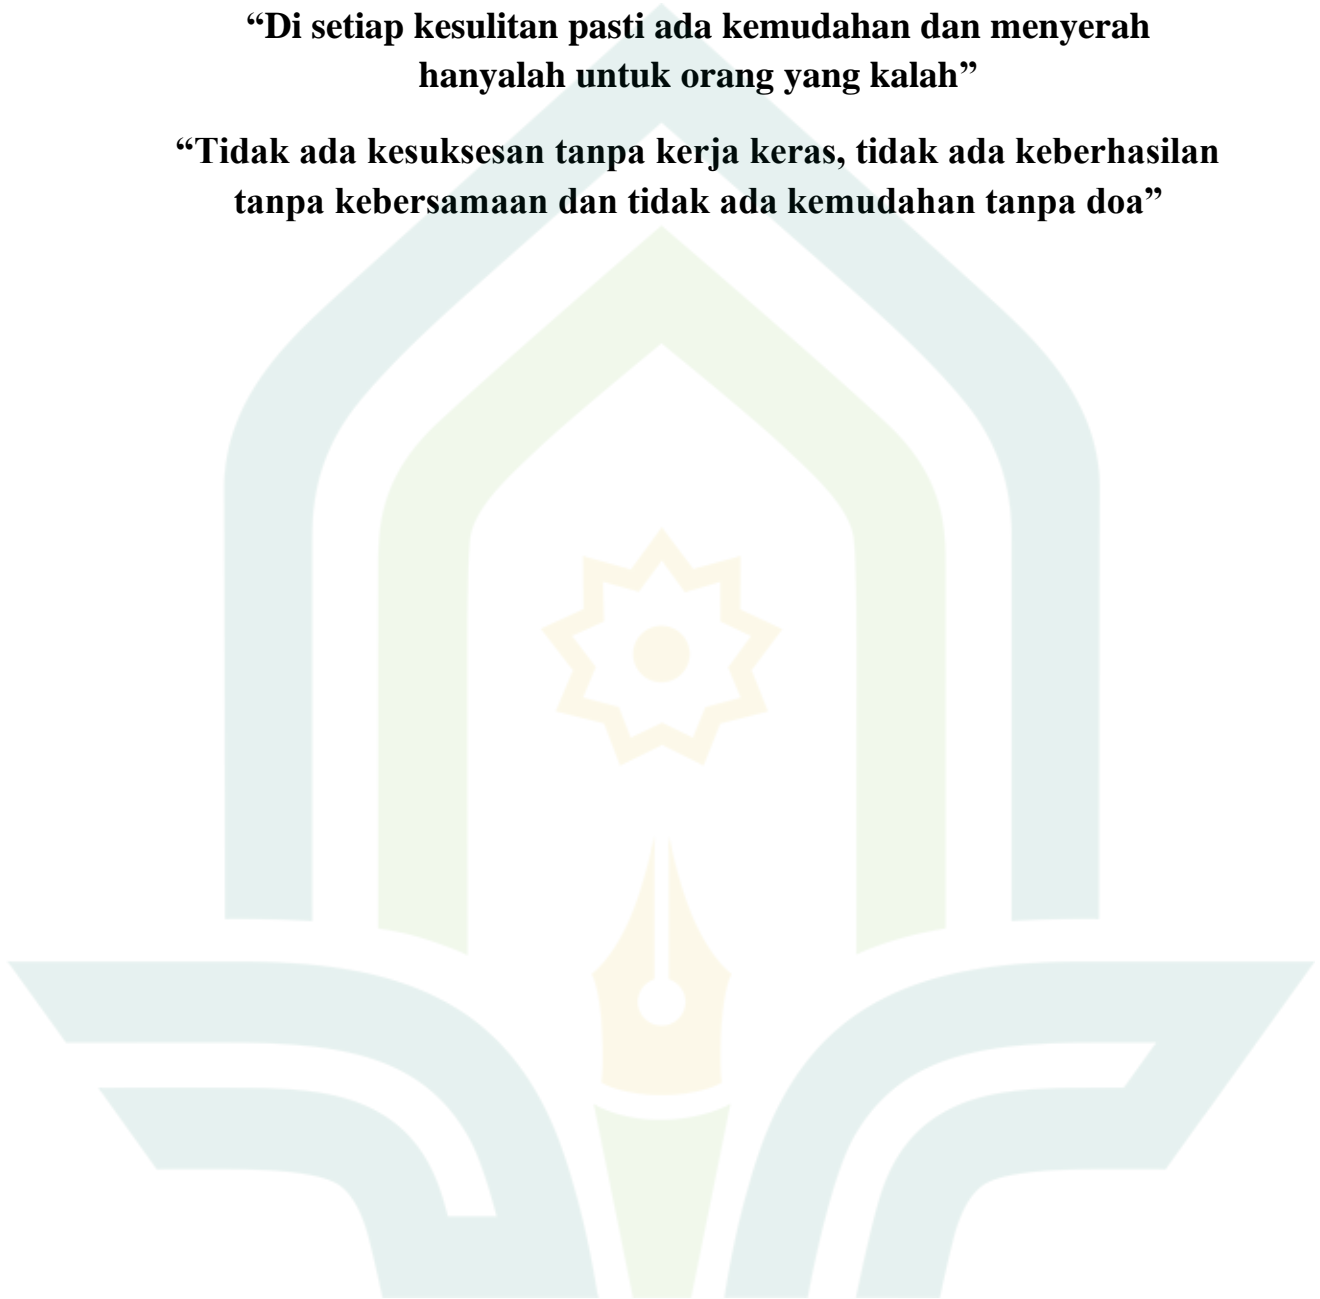 “Di setiap kesulitan pasti ada kemudahan dan menyerah
hanyalah untuk orang yang kalah”
“Tidak ada kesuksesan tanpa kerja keras, tidak ada keberhasilan
tanpa kebersamaan dan tidak ada kemudahan tanpa doa”